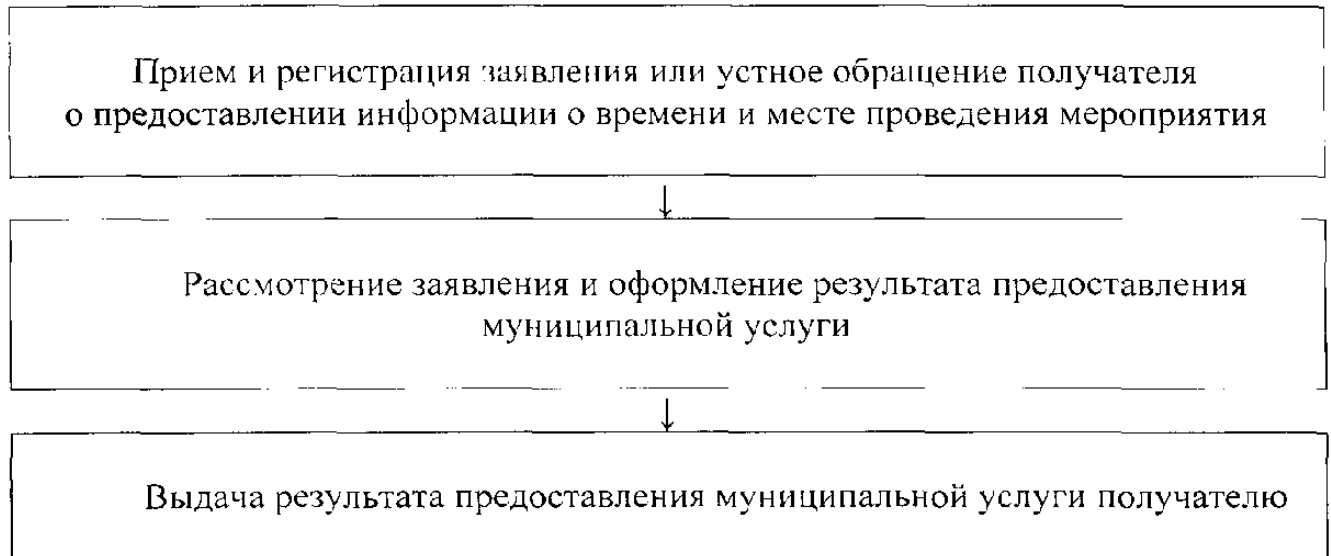 Прием и регистрация заявления или устное обращение получателя
о предоставлении информации о времени и месте проведения мероприятия
↓
Рассмотрение заявления и оформление результата предоставления
муниципальной услуги
↓
Выдача результата предоставления муниципальной услуги получателю